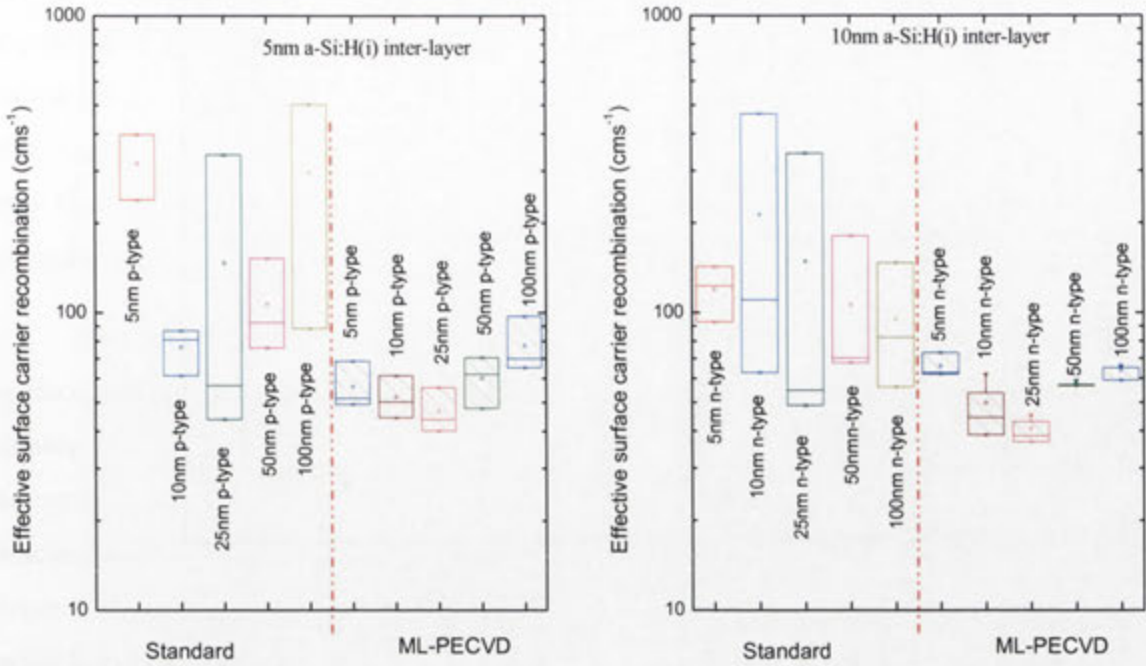 1000
100
10
Effective surface carrier recombination (cms⁻¹)
5nm a-Si:H(i) inter-layer
5nm p-type
10nm p-type
25nm p-type
50nm p-type
100nm p-type
5nm p-type
10nm p-type
25nm p-type
50nm p-type
100nm p-type
Standard
ML-PECVD
1000
100
10
Effective surface carrier recombination (cms⁻¹)
10nm a-Si:H(i) inter-layer
5nm n-type
10nm n-type
25nm n-type
50nmn-type
100nm n-type
5nm n-type
10nm n-type
25nm n-type
50nm n-type
100nm n-type
Standard
ML-PECVD